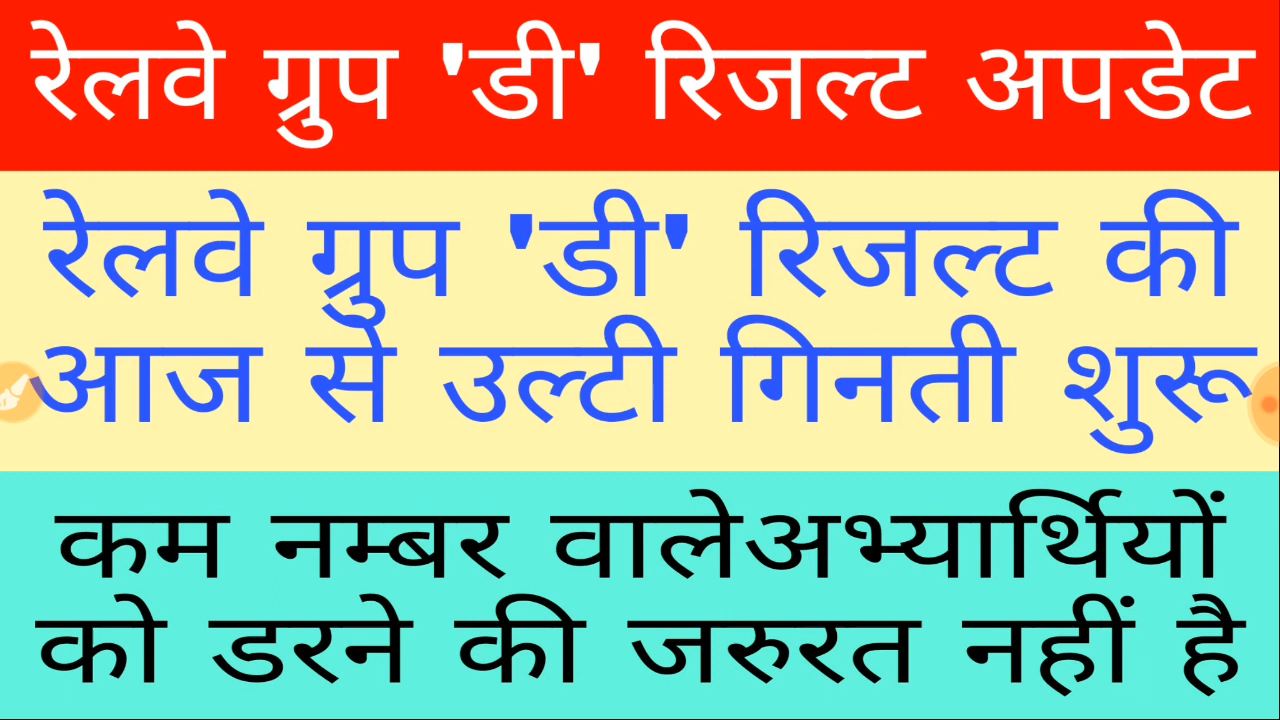 रेलवे ग्रुप 'डी' रिजल्ट अपडेट
रेलवे ग्रुप 'डी' रिजल्ट की
आज से उल्टी गिनती शुरू
कम नम्बर वालेअभ्यार्थियों
को डरने की जरुरत नहीं है